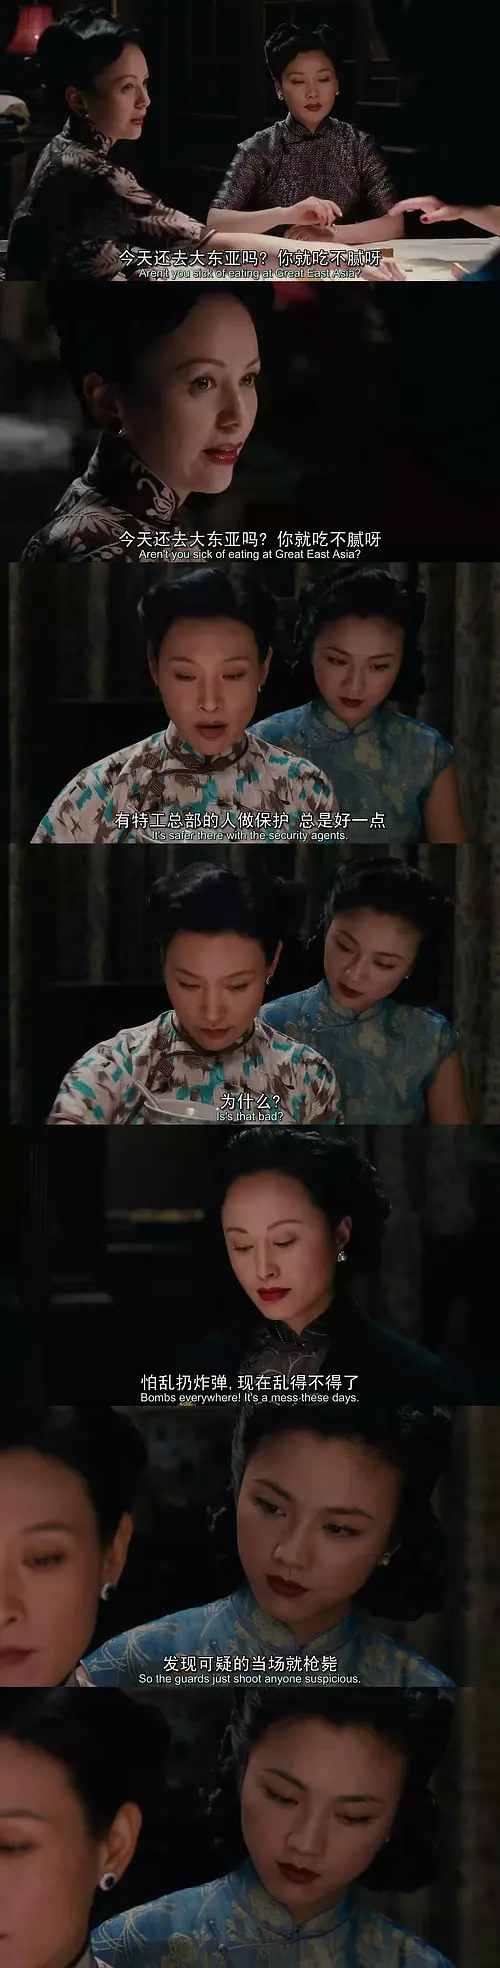 今天还去大东亚吗？你就吃不腻呀
Aren't you sick of eating at Great East Asia?
今天还去大东亚吗？你就吃不腻呀
Aren't you sick of eating at Great East Asia?
有特工总部的人做保护 总是好一点
It's safer there with the security agents.
为什么？
Is's that bad?
怕乱扔炸弹，现在乱得不得了
Bombs everywhere! It's a mess these days.
发现可疑的当场就枪毙
So the guards just shoot anyone suspicious.